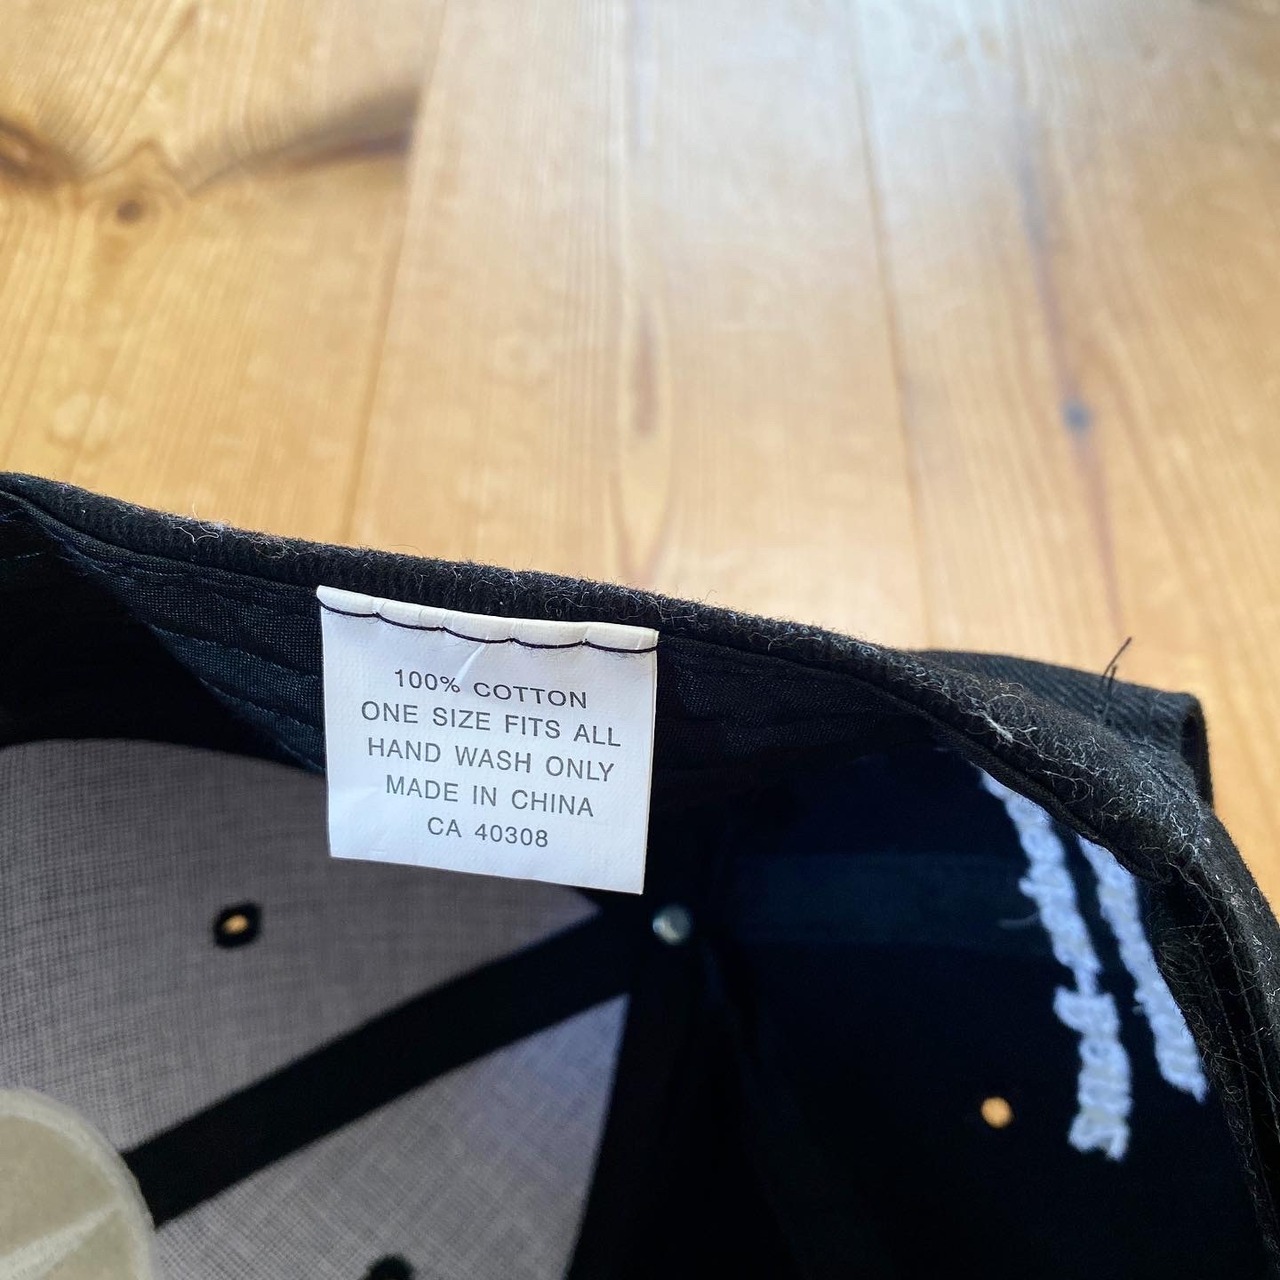 100% COTTON
ONE SIZE FITS ALL
HAND WASH ONLY
MADE IN CHINA
CA 40308